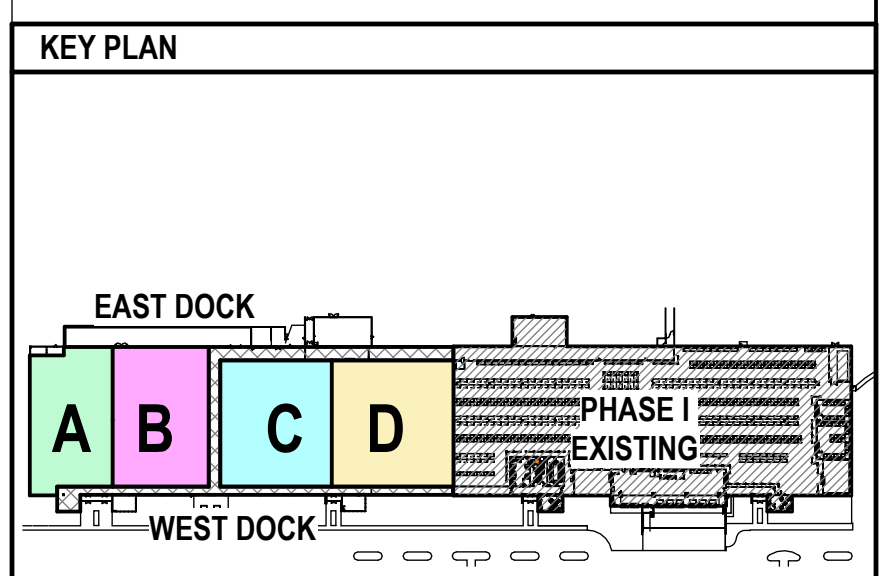 KEY PLAN
EAST DOCK
A B C D
PHASE I
EXISTING
WEST DOCK